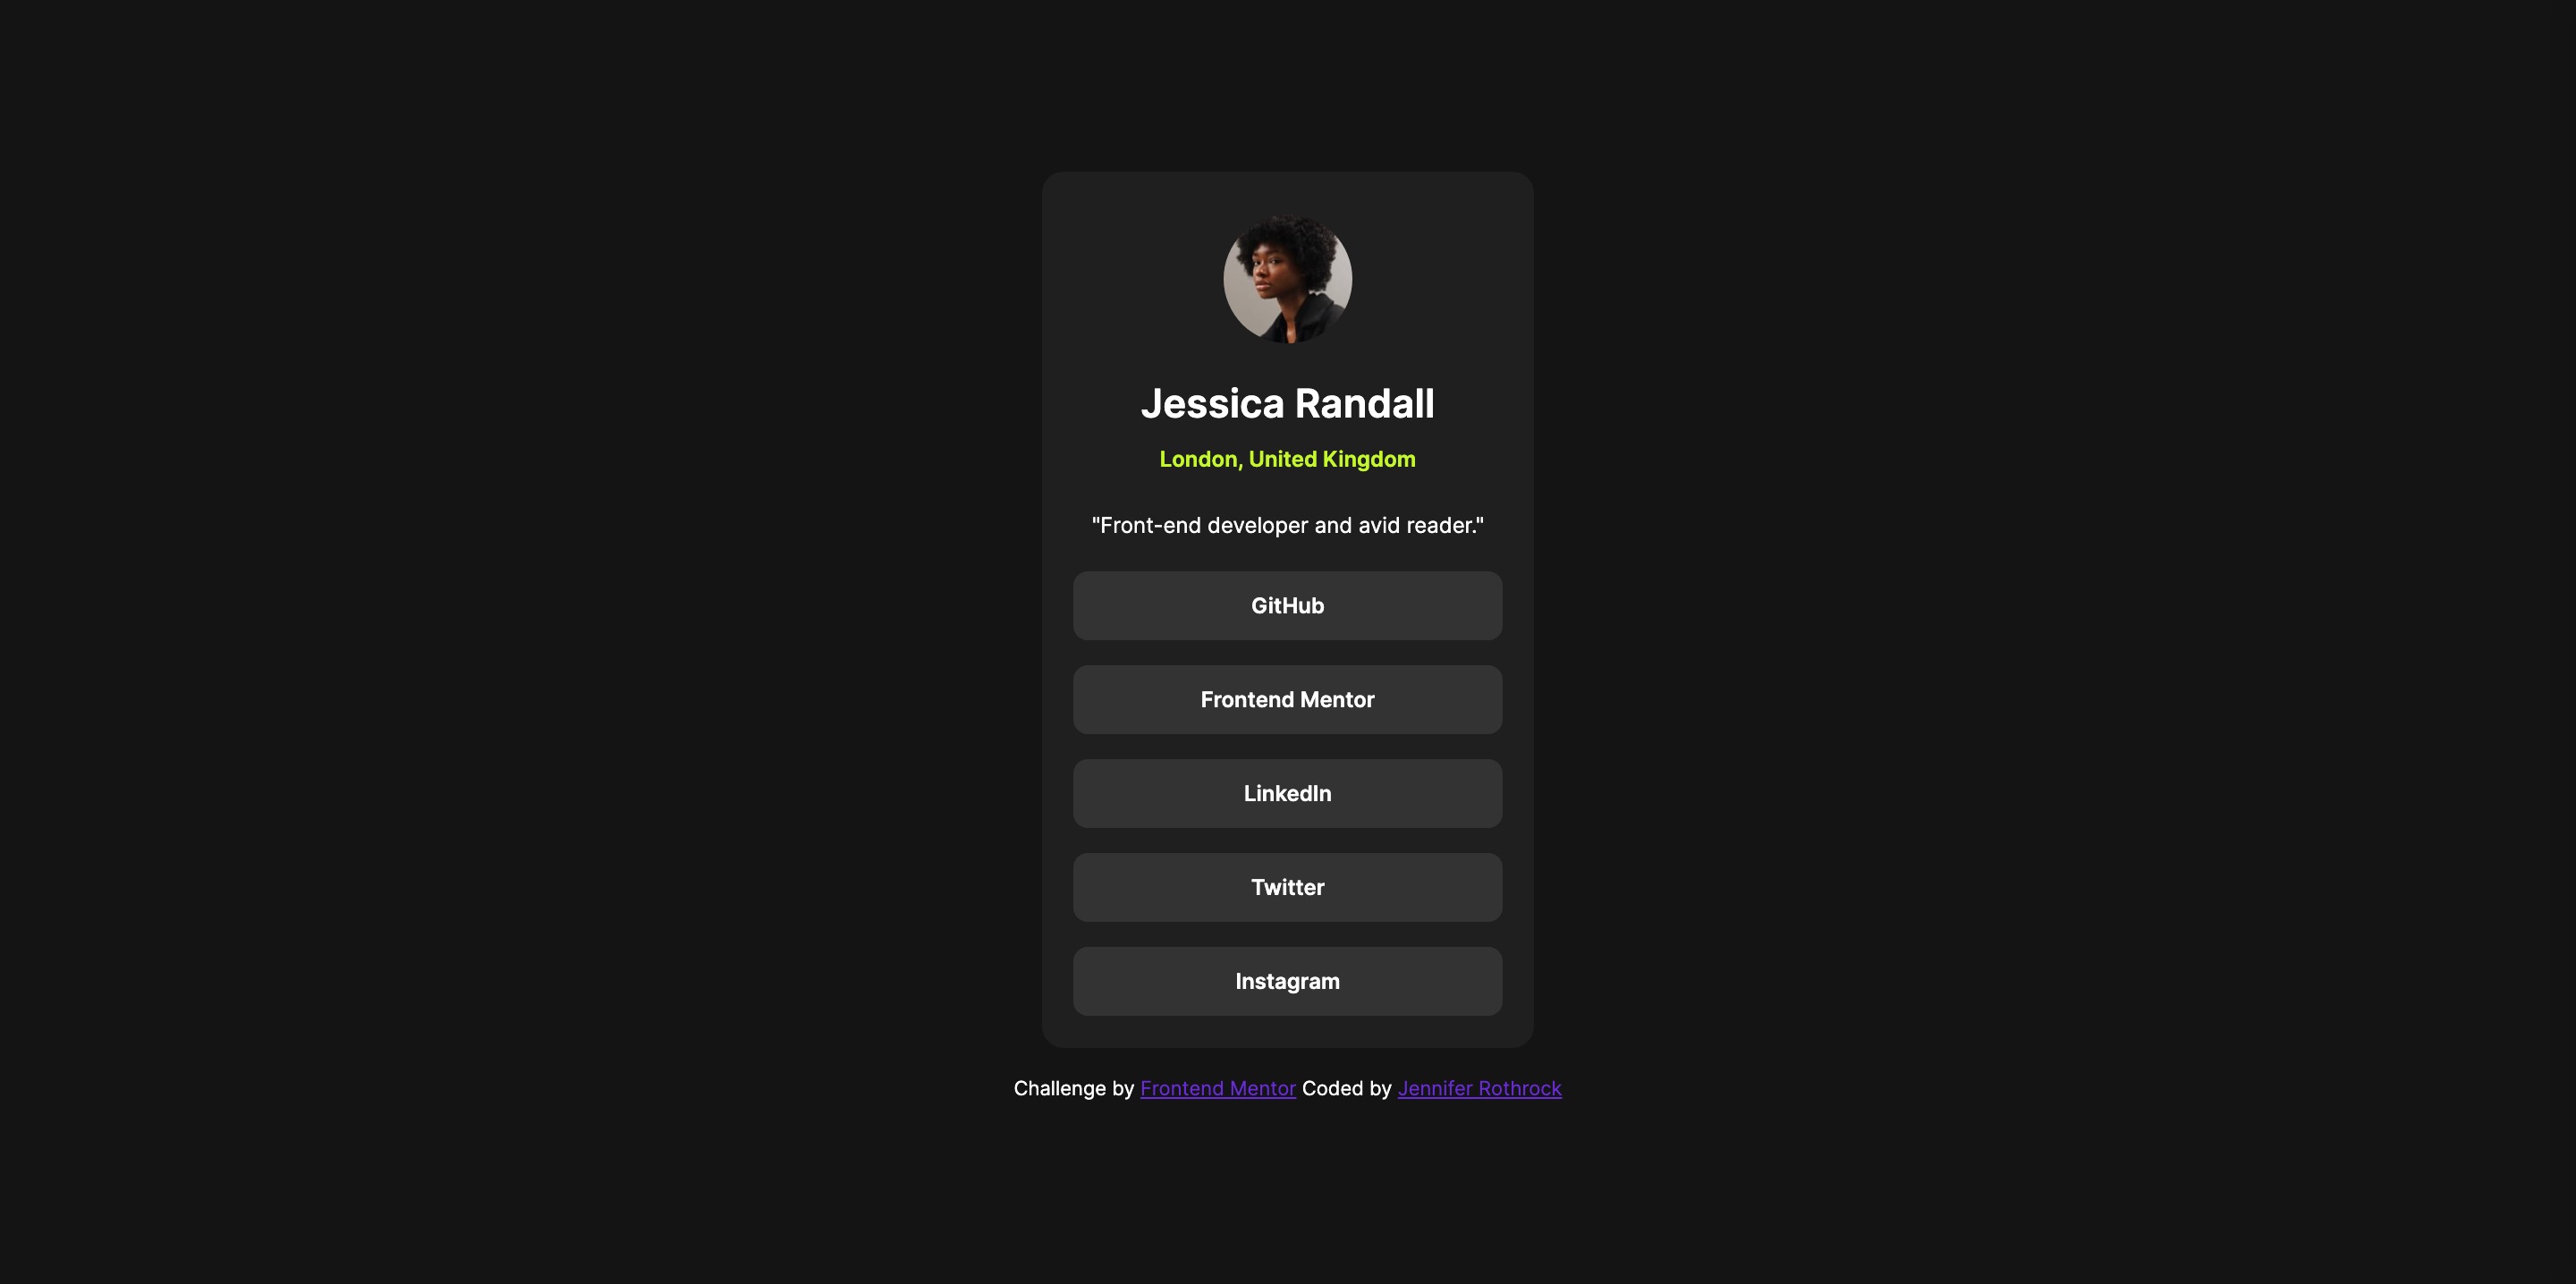 Jessica Randall
London, United Kingdom
"Front-end developer and avid reader."
GitHub
Frontend Mentor
LinkedIn
Twitter
Instagram
Challenge by Frontend Mentor Coded by Jennifer Rothrock